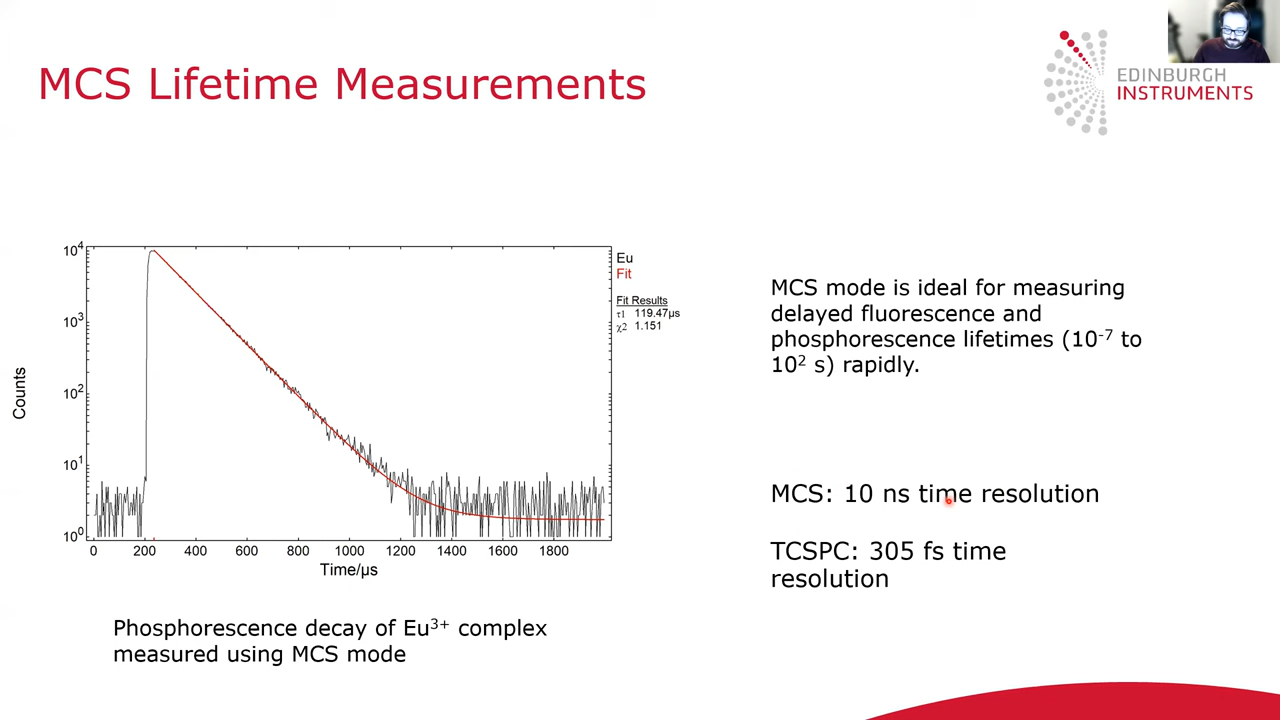 MCS Lifetime Measurements
EDINBURGH
INSTRUMENTS
10⁴
10³
10²
10¹
10⁰
Counts
0 200 400 600 800 1000 1200 1400 1600 1800
Time/µs
Eu
Fit
Fit Results
τ1 119.47µs
χ2 1.151
Phosphorescence decay of Eu³⁺ complex
measured using MCS mode
MCS mode is ideal for measuring
delayed fluorescence and
phosphorescence lifetimes (10⁻⁷ to
10² s) rapidly.
MCS: 10 ns time resolution
TCSPC: 305 fs time
resolution